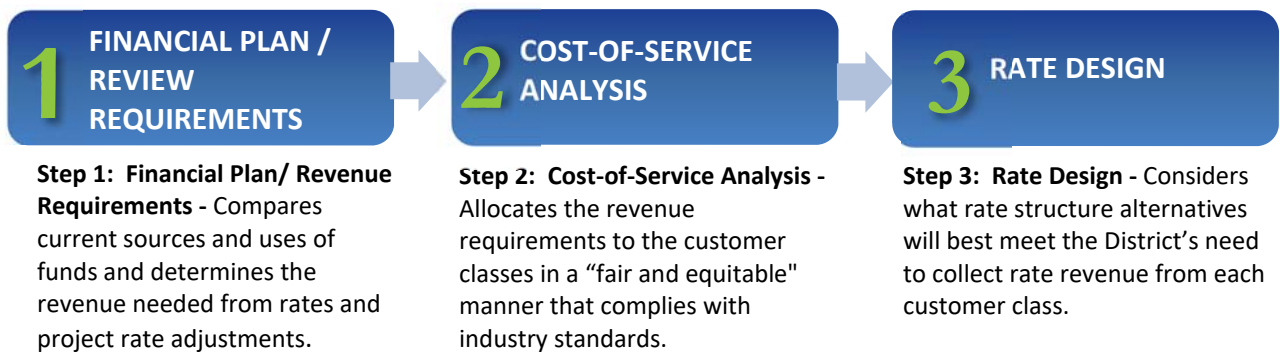 1
FINANCIAL PLAN /
REVIEW
REQUIREMENTS
2
COST-OF-SERVICE
ANALYSIS
3
RATE DESIGN
Step 1:  Financial Plan/ Revenue
Requirements - Compares
current sources and uses of
funds and determines the
revenue needed from rates and
project rate adjustments.
Step 2:  Cost-of-Service Analysis -
Allocates the revenue
requirements to the customer
classes in a “fair and equitable"
manner that complies with
industry standards.
Step 3:  Rate Design - Considers
what rate structure alternatives
will best meet the District’s need
to collect rate revenue from each
customer class.